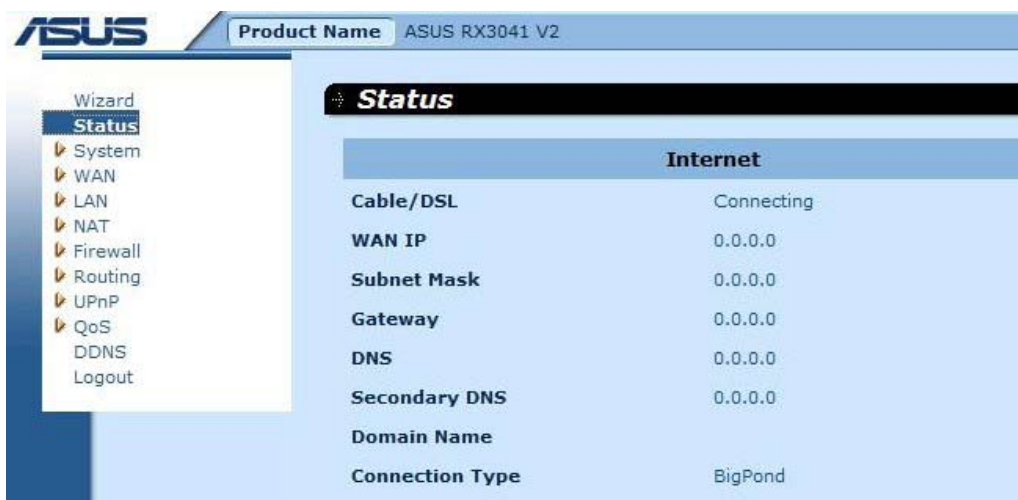 ASUS
Product Name ASUS RX3041 V2
Wizard
Status
System
WAN
LAN
NAT
Firewall
Routing
UPnP
QoS
DDNS
Logout
Status
Internet
Cable/DSL Connecting
WAN IP 0.0.0.0
Subnet Mask 0.0.0.0
Gateway 0.0.0.0
DNS 0.0.0.0
Secondary DNS 0.0.0.0
Domain Name
Connection Type BigPond